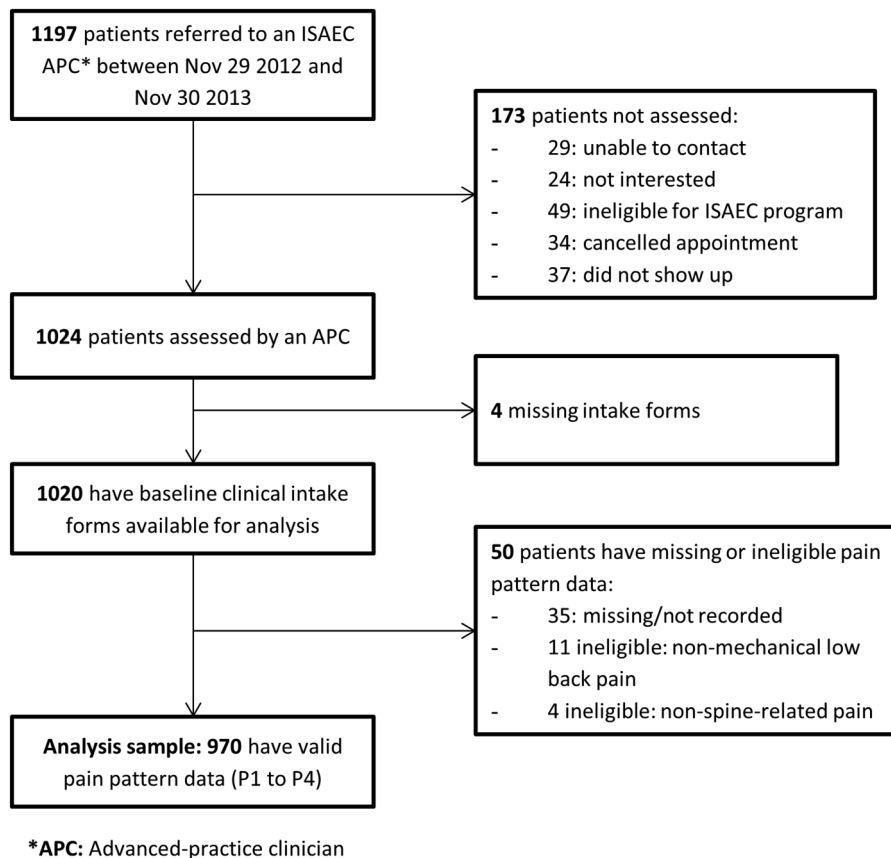 1197 patients referred to an ISAEC
APC* between Nov 29 2012 and
Nov 30 2013
173 patients not assessed:
- 29: unable to contact
- 24: not interested
- 49: ineligible for ISAEC program
- 34: cancelled appointment
- 37: did not show up
1024 patients assessed by an APC
4 missing intake forms
1020 have baseline clinical intake
forms available for analysis
50 patients have missing or ineligible pain
pattern data:
- 35: missing/not recorded
- 11 ineligible: non-mechanical low
back pain
- 4 ineligible: non-spine-related pain
Analysis sample: 970 have valid
pain pattern data (P1 to P4)
*APC: Advanced-practice clinician